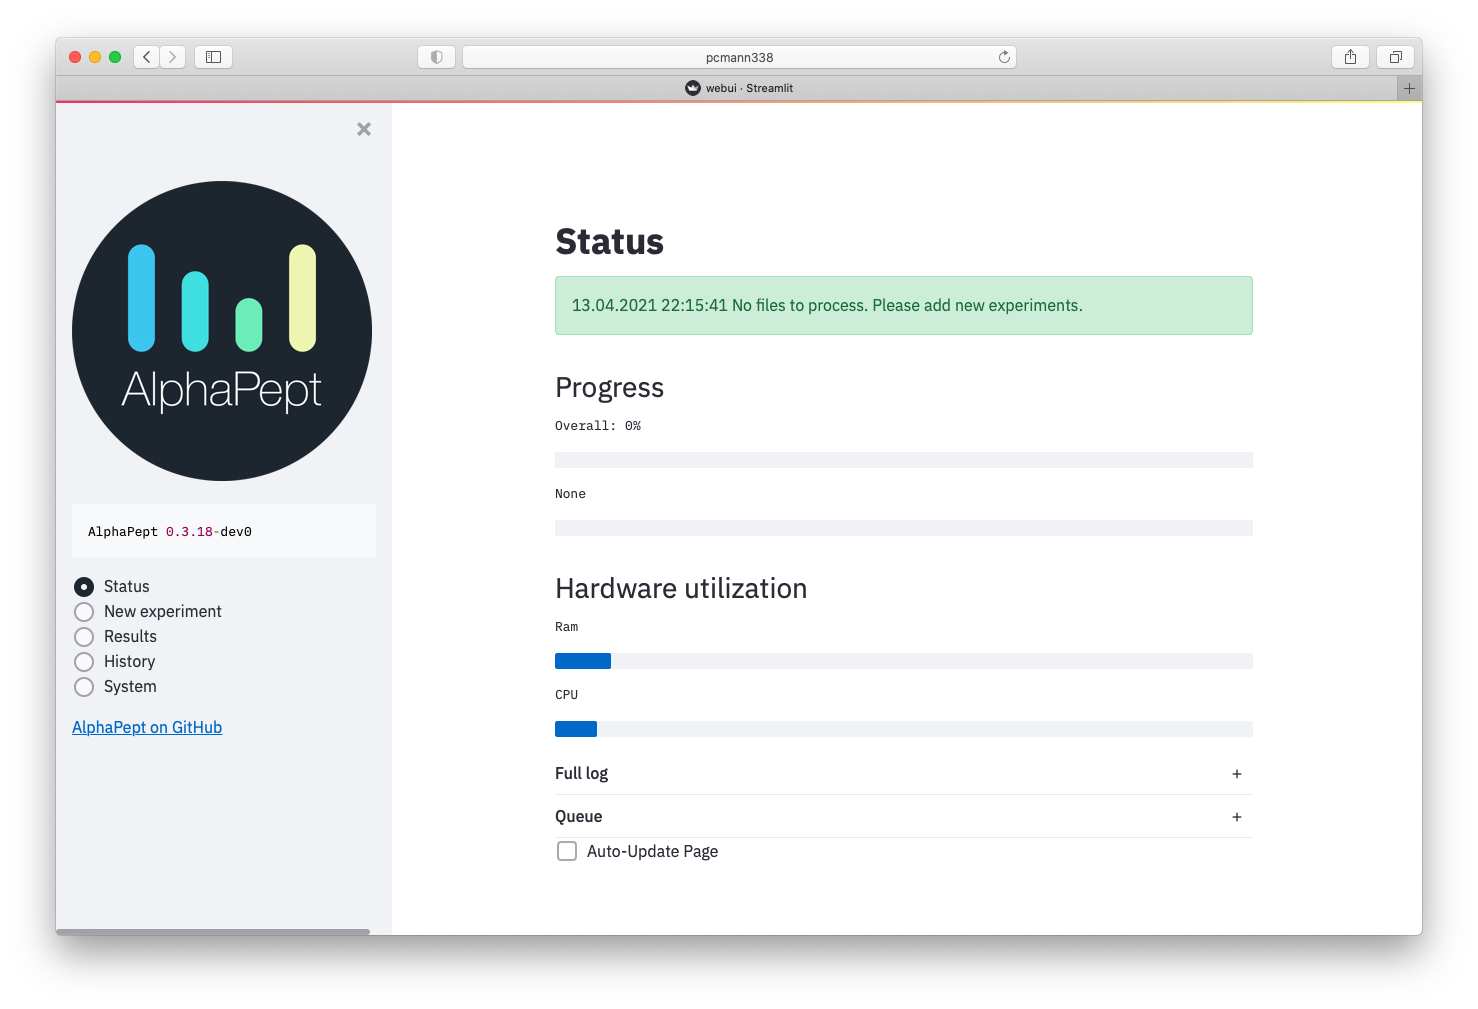 pcmann338
webui · Streamlit
AlphaPept
AlphaPept 0.3.18-dev0
Status
New experiment
Results
History
System
AlphaPept on GitHub
Status
13.04.2021 22:15:41 No files to process. Please add new experiments.
Progress
Overall: 0%
None
Hardware utilization
Ram
CPU
Full log
Queue
Auto-Update Page